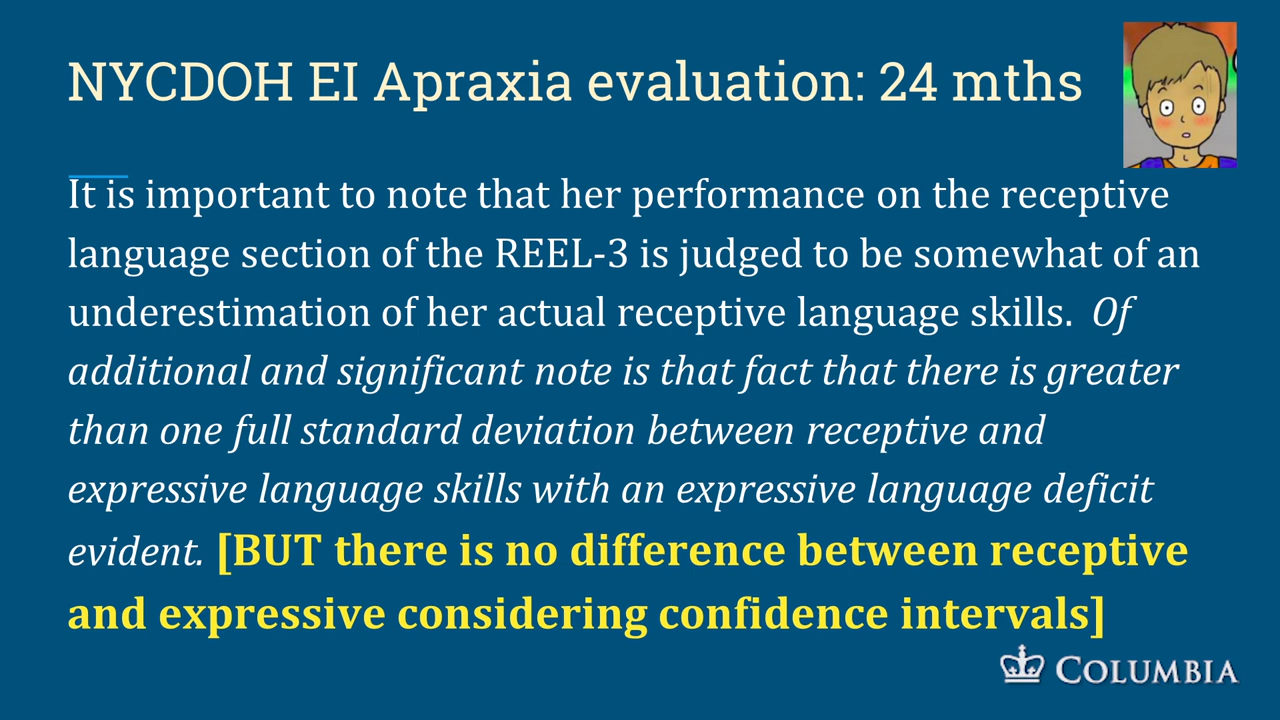 NYCDOH EI Apraxia evaluation: 24 mths
It is important to note that her performance on the receptive
language section of the REEL-3 is judged to be somewhat of an
underestimation of her actual receptive language skills.  Of
additional and significant note is that fact that there is greater
than one full standard deviation between receptive and
expressive language skills with an expressive language deficit
evident. [BUT there is no difference between receptive
and expressive considering confidence intervals]
COLUMBIA